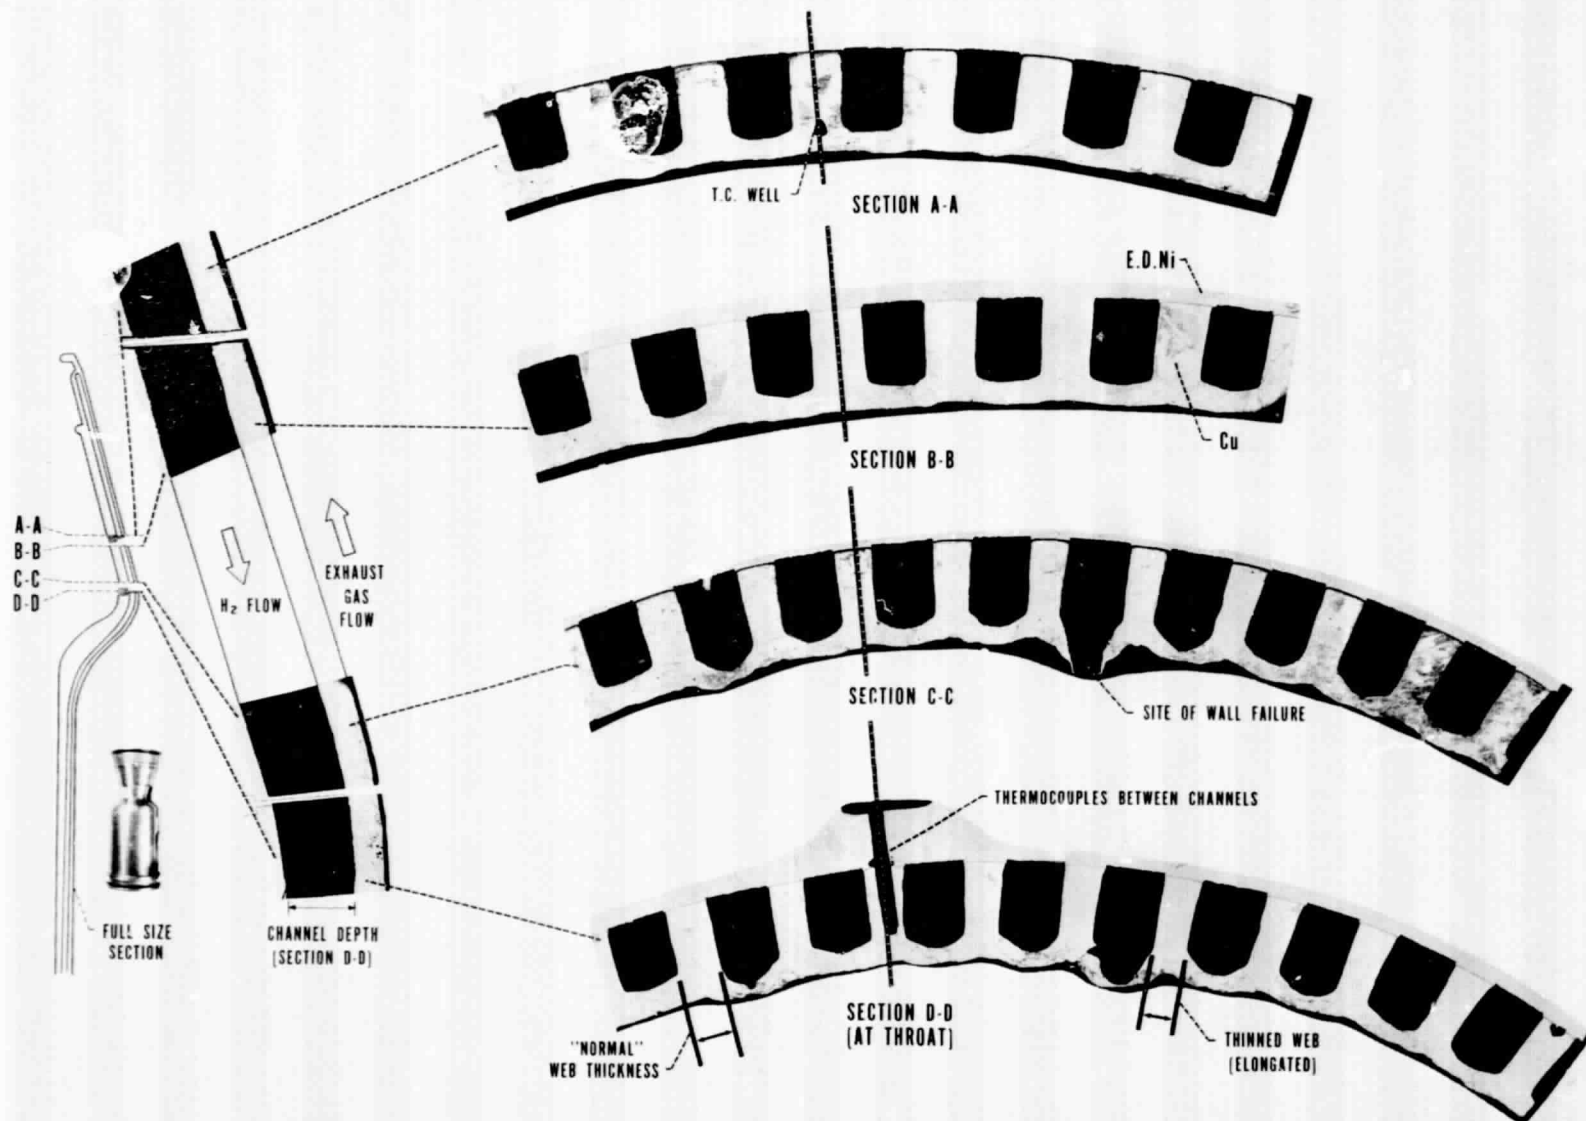 T.C. WELL
SECTION A-A
E.D.Ni
Cu
SECTION B-B
A-A
B-B
C-C
D-D
H₂ FLOW
EXHAUST
GAS
FLOW
SECTION C-C
SITE OF WALL FAILURE
THERMOCOUPLES BETWEEN CHANNELS
FULL SIZE
SECTION
CHANNEL DEPTH
(SECTION D-D)
"NORMAL"
WEB THICKNESS
SECTION D-D
(AT THROAT)
THINNED WEB
(ELONGATED)